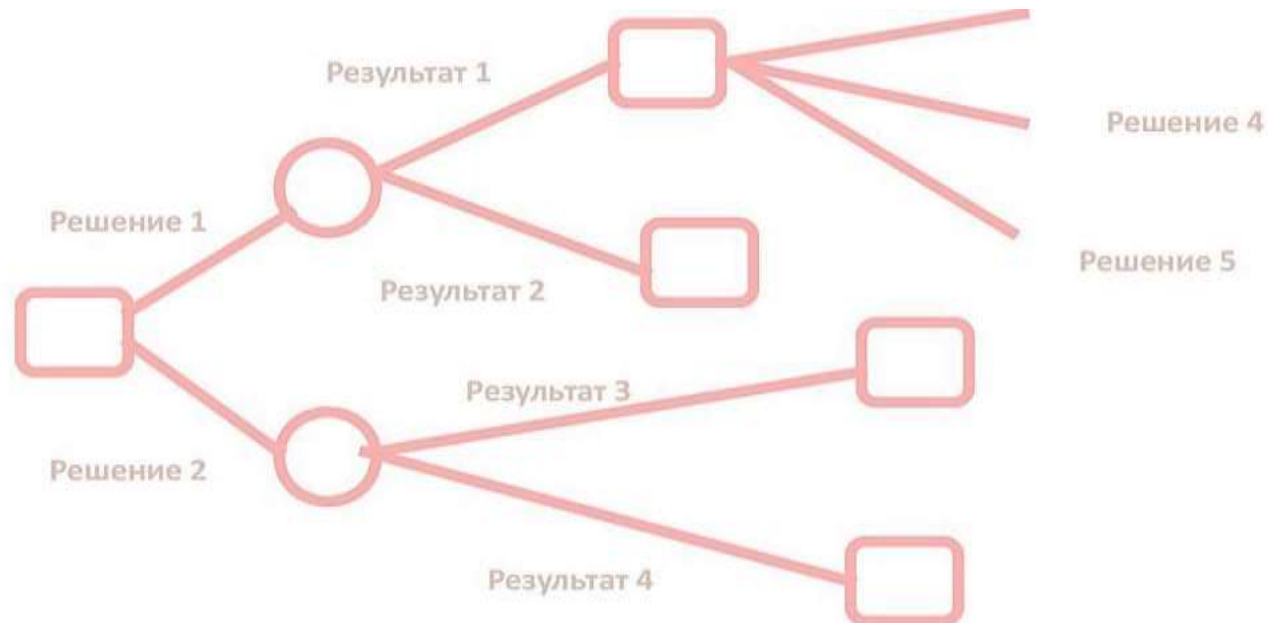 Результат 1
Решение 4
Решение 1
Решение 5
Результат 2
Результат 3
Решение 2
Результат 4